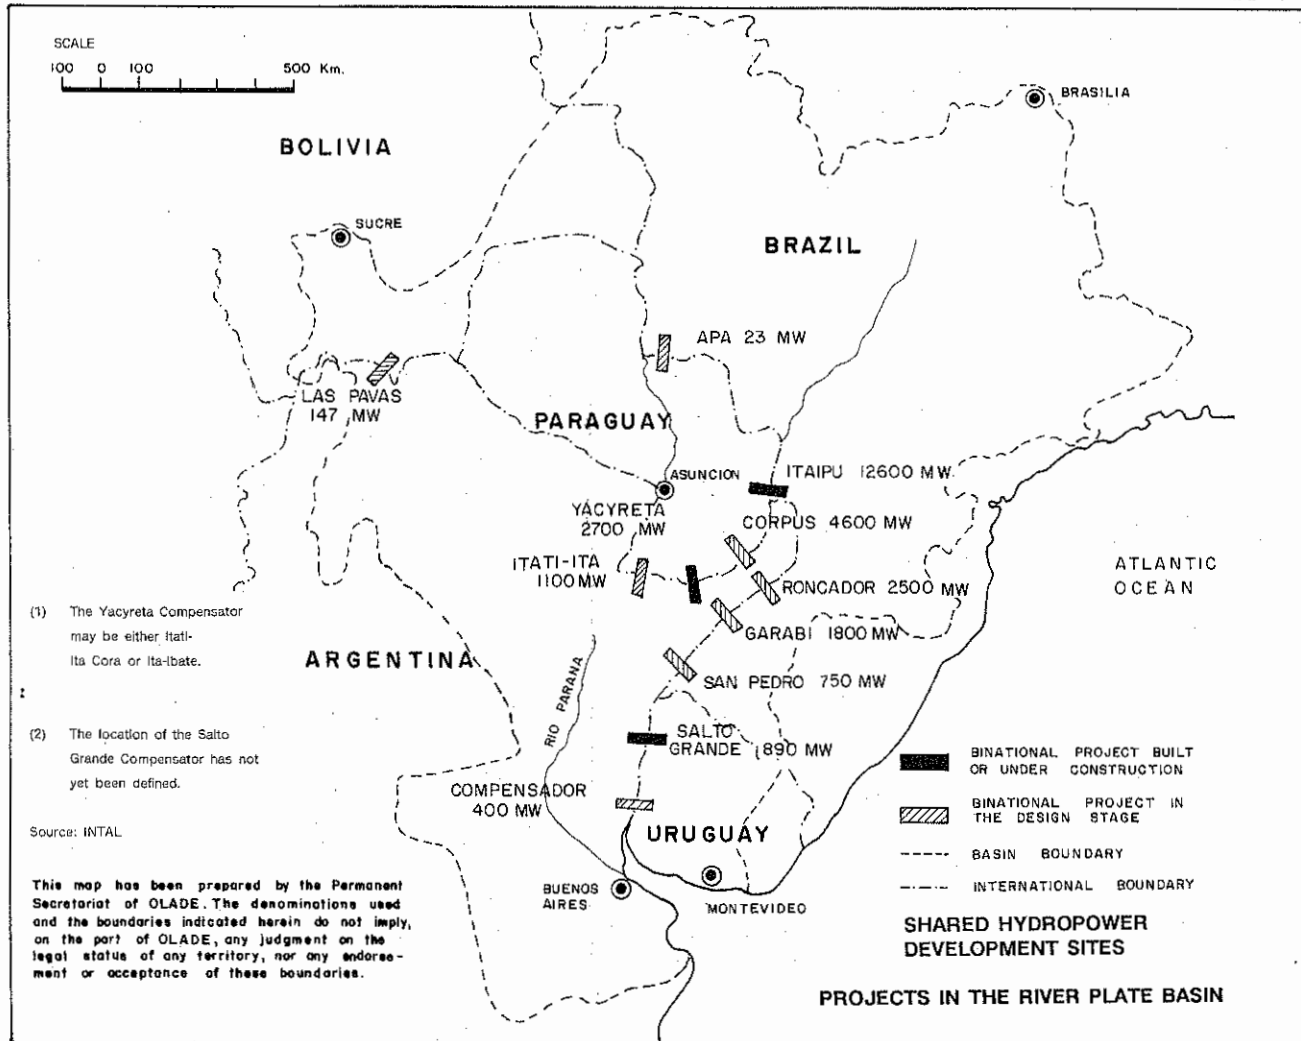 SCALE
100 0 100 500 Km.
BOLIVIA
SUCRE
BRASILIA
BRAZIL
APA 23 MW
LAS PAVAS
147 MW
PARAGUAY
ASUNCION
ITAIPU 12600 MW
YACYRETA
2700 MW
CORPUS 4600 MW
ITATI-ITA
1100 MW
RONCADOR 2500 MW
ATLANTIC
OCEAN
GARABI 1800 MW
(1) The Yacyreta Compensator
may be either Itati-
Ita Cora or Ita-Ibate.
ARGENTINA
SAN PEDRO 750 MW
RIO PARANA
(2) The location of the Salto
Grande Compensator has not
yet been defined.
SALTO
GRANDE 1890 MW
COMPENSADOR
400 MW
Source: INTAL
URUGUAY
BUENOS
AIRES
MONTEVIDEO
BINATIONAL PROJECT BUILT
OR UNDER CONSTRUCTION
BINATIONAL PROJECT IN
THE DESIGN STAGE
BASIN BOUNDARY
INTERNATIONAL BOUNDARY
This map has been prepared by the Permanent
Secretariat of OLADE. The denominations used
and the boundaries indicated herein do not imply,
on the part of OLADE, any judgment on the
legal status of any territory, nor any endorse-
ment or acceptance of these boundaries.
SHARED HYDROPOWER
DEVELOPMENT SITES
PROJECTS IN THE RIVER PLATE BASIN